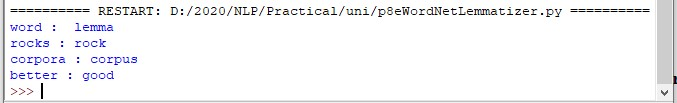 ========== RESTART: D:/2020/NLP/Practical/uni/p8eWordNetLemmatizer.py ==========
word :  lemma
rocks : rock
corpora : corpus
better : good
>>>